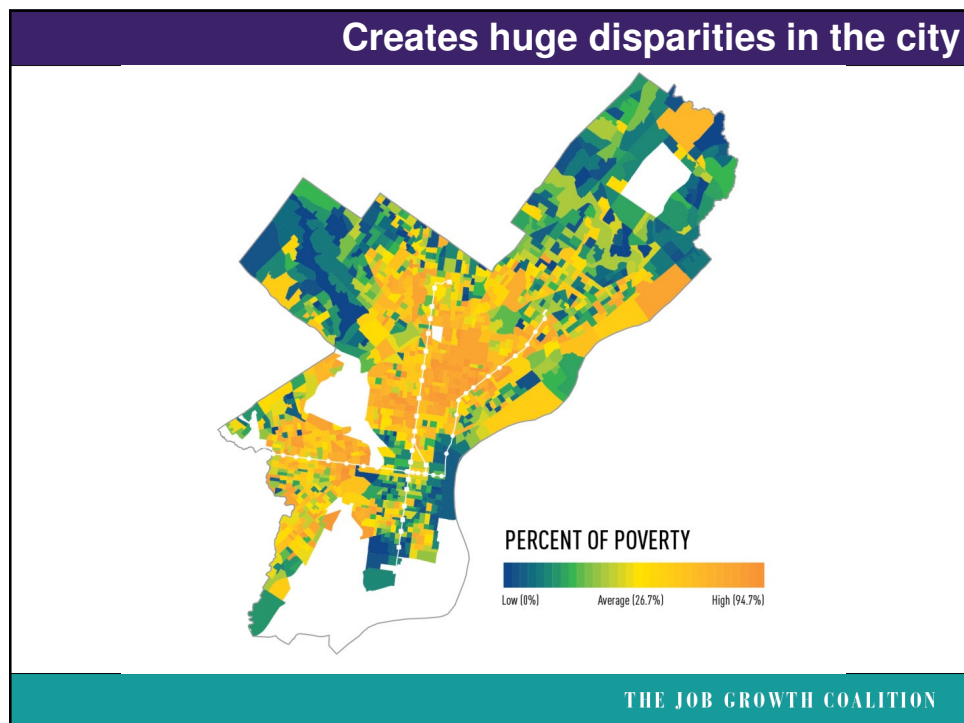 Creates huge disparities in the city
PERCENT OF POVERTY
Low (0%) Average (26.7%) High (94.7%)
THE JOB GROWTH COALITION